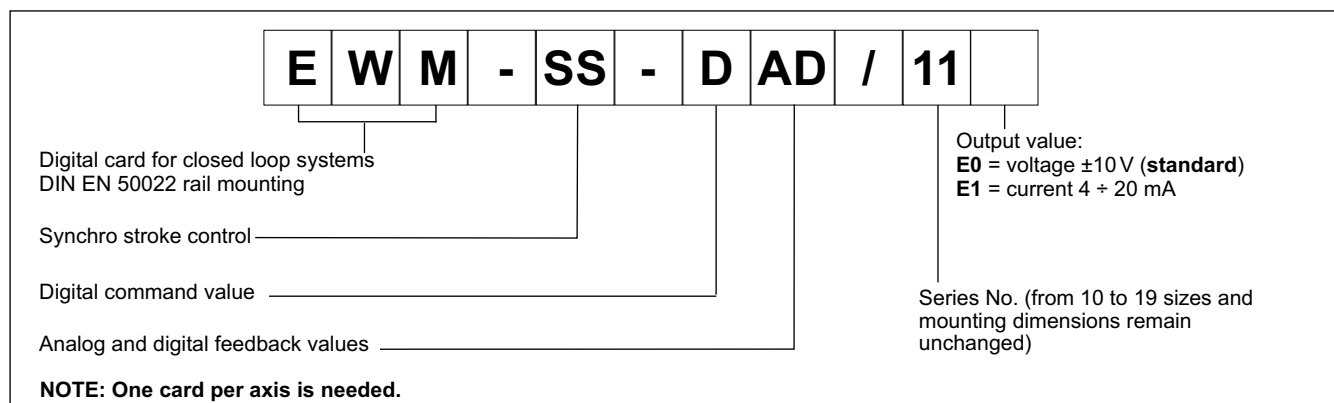 EWM - SS - D AD / 11
Digital card for closed loop systems
DIN EN 50022 rail mounting
Synchro stroke control
Digital command value
Analog and digital feedback values
Output value:
E0 = voltage ±10 V (standard)
E1 = current 4 ÷ 20 mA
Series No. (from 10 to 19 sizes and
mounting dimensions remain
unchanged)
NOTE: One card per axis is needed.